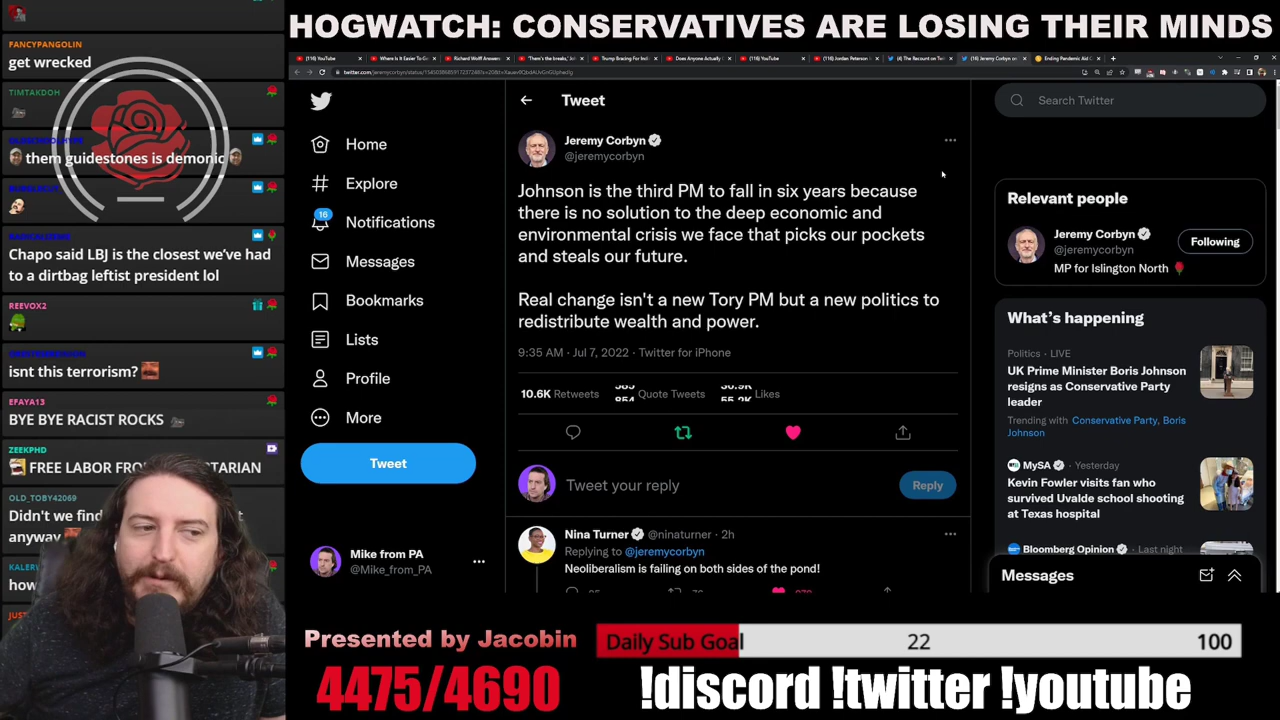 HOGWATCH: CONSERVATIVES ARE LOSING THEIR MINDS
FANCYPANGOLIN
get wrecked
TIMTAKDOH
them guidestones is demonic
Chapo said LBJ is the closest we've had
to a dirtbag leftist president lol
REEVOX2
isnt this terrorism?
EFAYA13
BYE BYE RACIST ROCKS
ZEEKPHD
FREE LABOR
OLD_TOBY42069
Didn't we find
anyway
how
Home
Explore
16
Notifications
Messages
Bookmarks
Lists
Profile
More
Tweet
Mike from PA
@Mike_from_PA
Tweet
Jeremy Corbyn
@jeremycorbyn
Johnson is the third PM to fall in six years because
there is no solution to the deep economic and
environmental crisis we face that picks our pockets
and steals our future.
Real change isn't a new Tory PM but a new politics to
redistribute wealth and power.
9:35 AM · Jul 7, 2022 · Twitter for iPhone
10.6K Retweets Quote Tweets Likes
Tweet your reply
Reply
Nina Turner @ninaturner · 2h
Replying to @jeremycorbyn
Neoliberalism is failing on both sides of the pond!
Search Twitter
Relevant people
Jeremy Corbyn
@jeremycorbyn
Following
MP for Islington North
What's happening
Politics · LIVE
UK Prime Minister Boris Johnson
resigns as Conservative Party
leader
Trending with Conservative Party, Boris
Johnson
MySA · Yesterday
Kevin Fowler visits fan who
survived Uvalde school shooting
at Texas hospital
Bloomberg Opinion · Last night
Messages
Presented by Jacobin
4475/4690
Daily Sub Goal 22 100
!discord !twitter !youtube